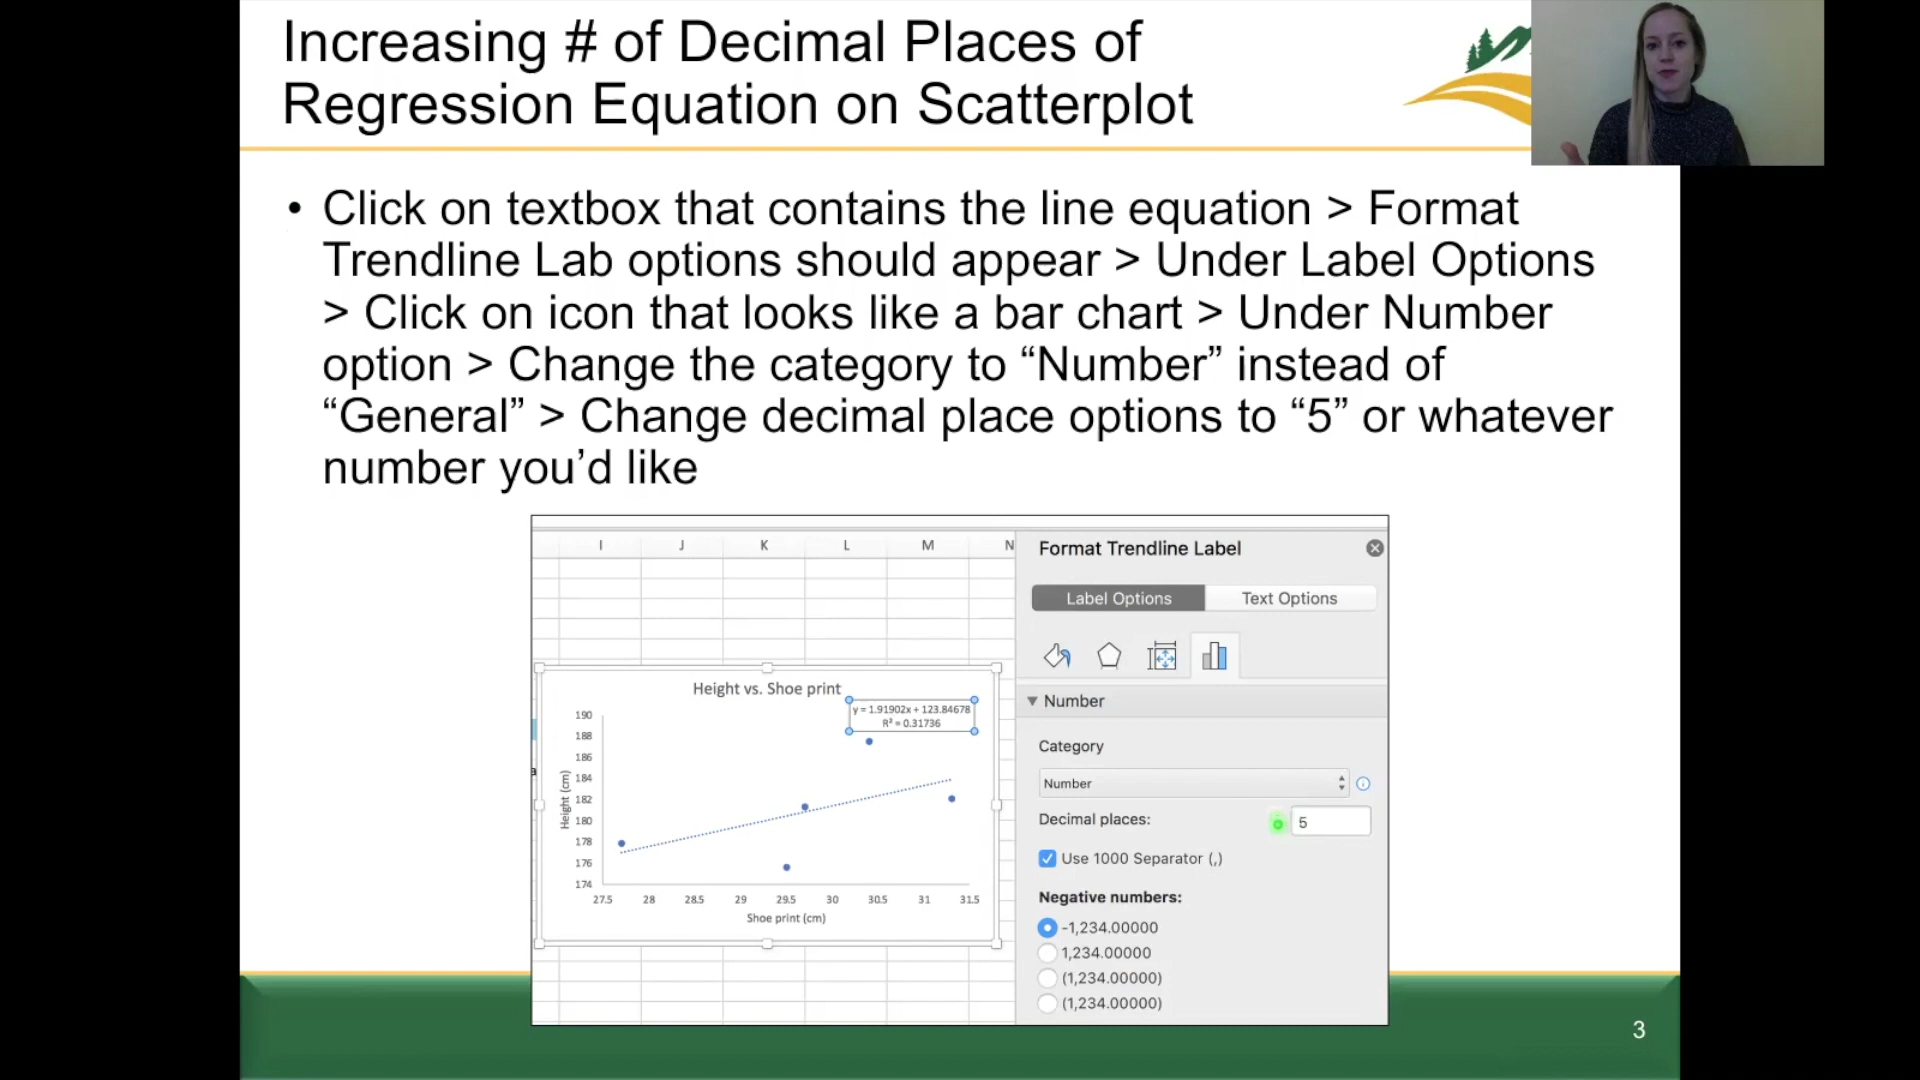 Increasing # of Decimal Places of
Regression Equation on Scatterplot
• Click on textbox that contains the line equation > Format
Trendline Lab options should appear > Under Label Options
> Click on icon that looks like a bar chart > Under Number
option > Change the category to “Number” instead of
“General” > Change decimal place options to “5” or whatever
number you’d like
I J K L M N
Height vs. Shoe print
y = 1.91902x + 123.84678
R² = 0.31736
190
188
186
184
182
180
178
176
174
Height (cm)
27.5 28 28.5 29 29.5 30 30.5 31 31.5
Shoe print (cm)
Format Trendline Label
Label Options Text Options
Number
Category
Number
Decimal places: 5
Use 1000 Separator (,)
Negative numbers:
-1,234.00000
1,234.00000
(1,234.00000)
(1,234.00000)
3